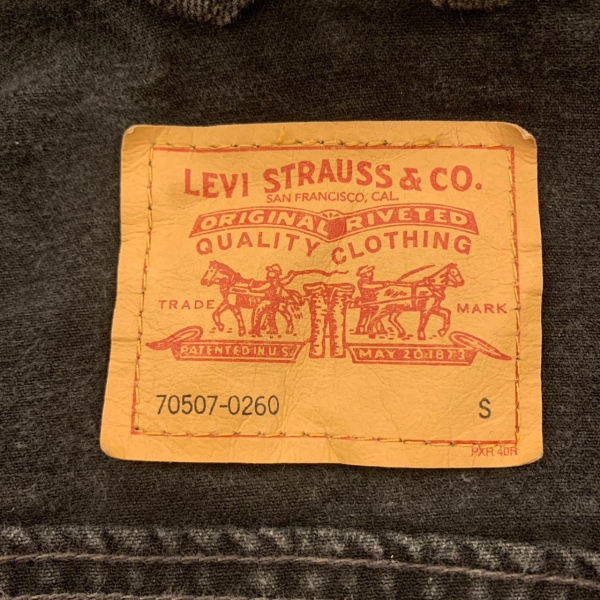 LEVI STRAUSS & CO.
SAN FRANCISCO, CAL.
ORIGINAL RIVETED
QUALITY CLOTHING
TRADE MARK
PATENTED IN U.S. MAY 20 1873
70507-0260 S